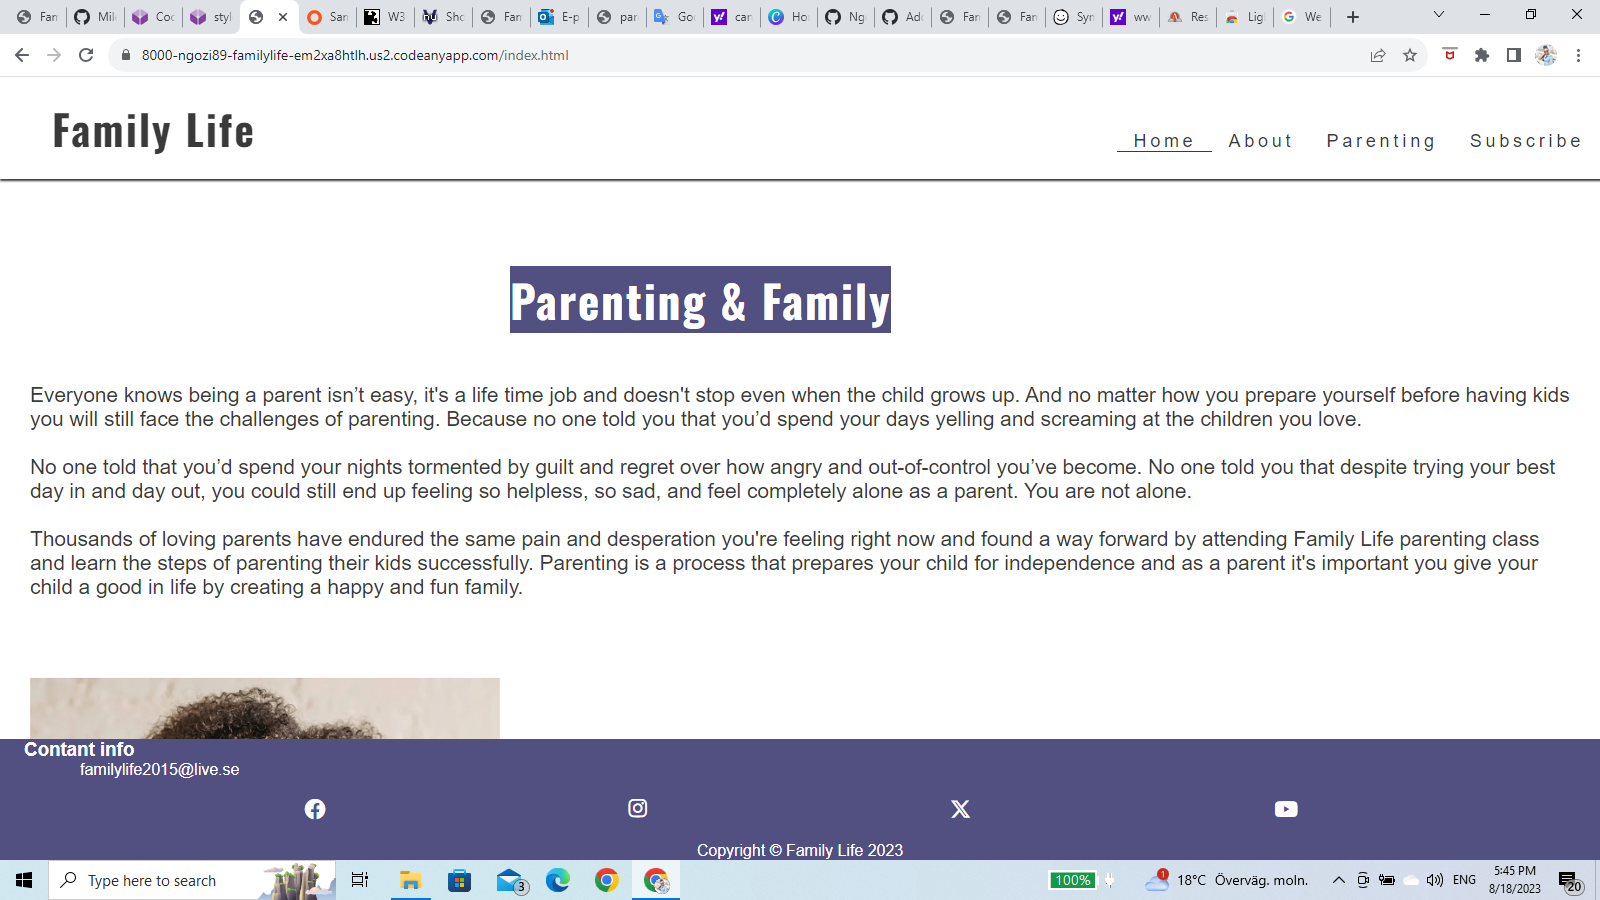 Fan
Mile
Coc
styl
San
W3
Sho
Fan
E-p
par
Goo
can
Ho
Ng
Add
Fan
Fan
Syn
ww
Res
Ligh
We
8000-ngozi89-familylife-em2xa8htlh.us2.codeanyapp.com/index.html
Family Life
Home About Parenting Subscribe
Parenting & Family
Everyone knows being a parent isn’t easy, it's a life time job and doesn't stop even when the child grows up. And no matter how you prepare yourself before having kids
you will still face the challenges of parenting. Because no one told you that you’d spend your days yelling and screaming at the children you love.
No one told that you’d spend your nights tormented by guilt and regret over how angry and out-of-control you’ve become. No one told you that despite trying your best
day in and day out, you could still end up feeling so helpless, so sad, and feel completely alone as a parent. You are not alone.
Thousands of loving parents have endured the same pain and desperation you're feeling right now and found a way forward by attending Family Life parenting class
and learn the steps of parenting their kids successfully. Parenting is a process that prepares your child for independence and as a parent it's important you give your
child a good in life by creating a happy and fun family.
Contant info
familylife2015@live.se
Copyright © Family Life 2023
Type here to search
3
100%
1
18°C Överväg. moln.
ENG
5:45 PM
8/18/2023
20